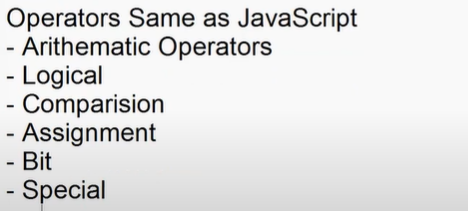 Operators Same as JavaScript
- Arithematic Operators
- Logical
- Comparision
- Assignment
- Bit
- Special